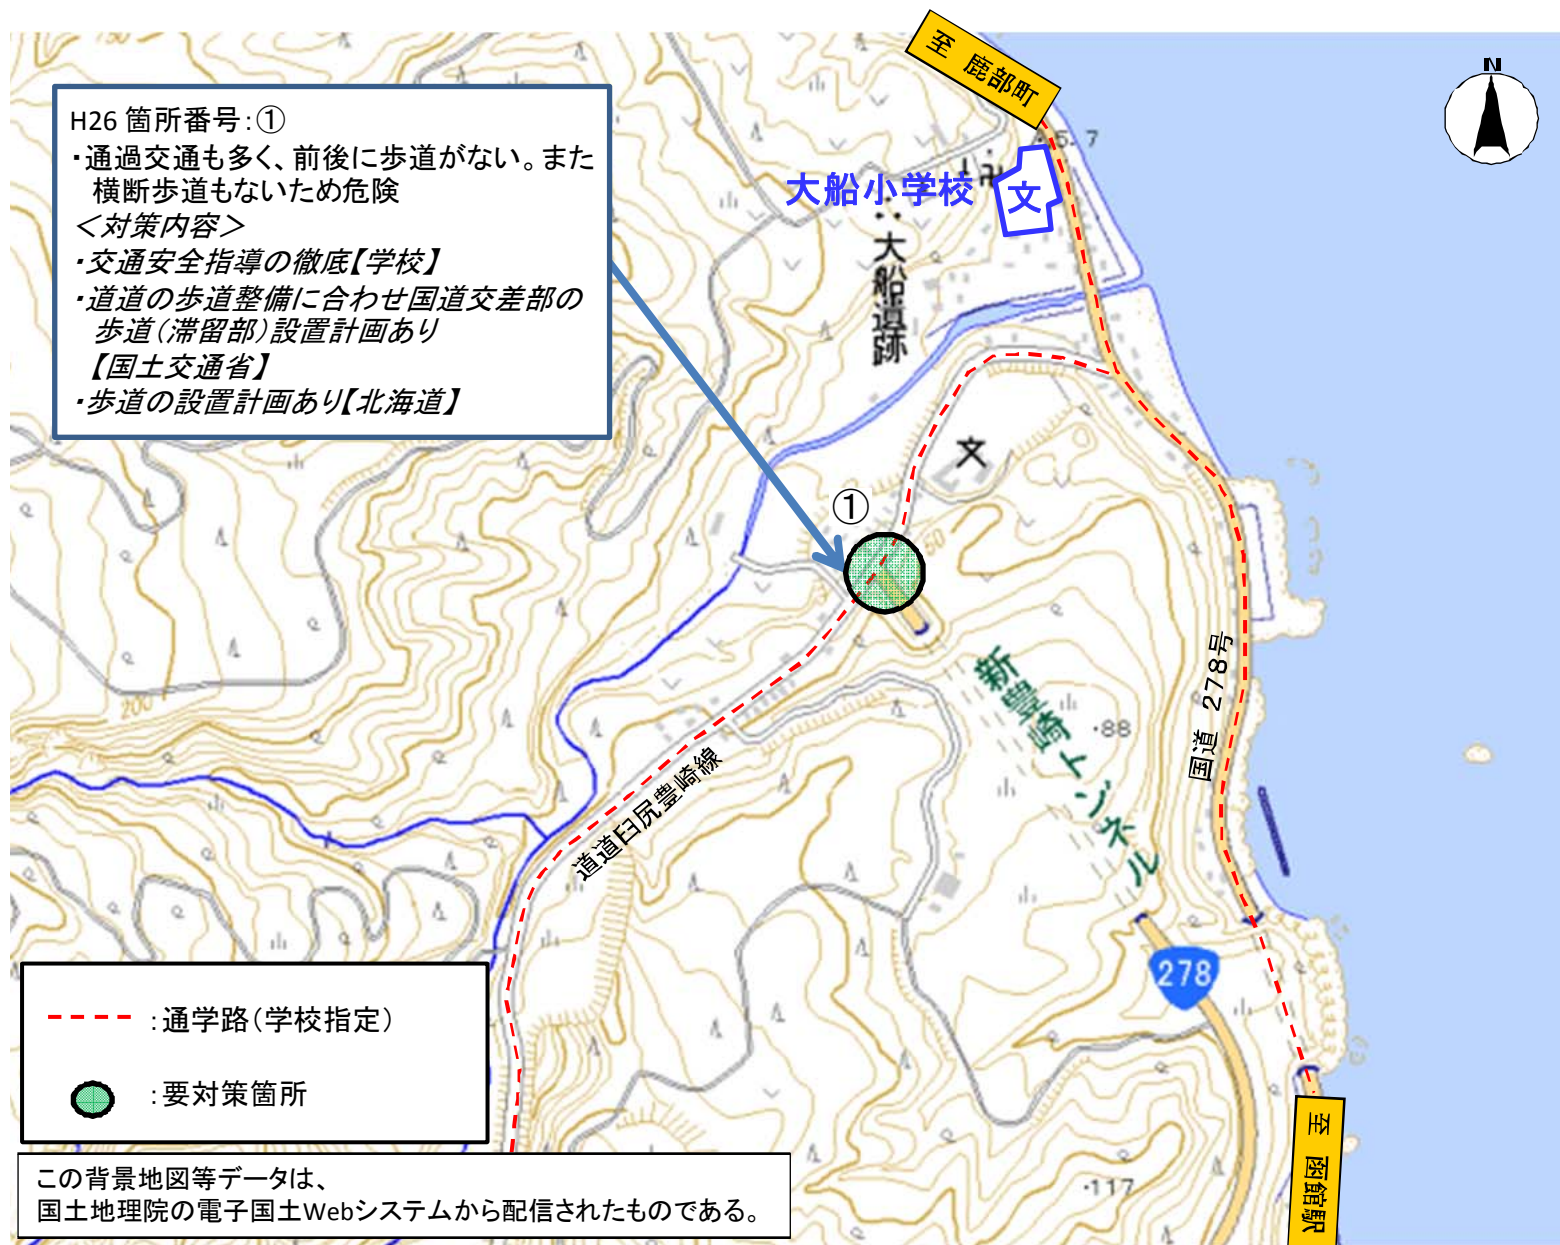 至 鹿部町
N
H26 箇所番号：①
・通過交通も多く、前後に歩道がない。また
横断歩道もないため危険
＜対策内容＞
・交通安全指導の徹底【学校】
・道道の歩道整備に合わせ国道交差部の
歩道（滞留部）設置計画あり
【国土交通省】
・歩道の設置計画あり【北海道】
5.7
大船小学校
文
大船遺跡
文
①
50
新豊崎トンネル
・88
国道 278号
200
道道臼尻豊崎線
278
：通学路（学校指定）
：要対策箇所
至 函館駅
・117
この背景地図等データは、
国土地理院の電子国土Webシステムから配信されたものである。